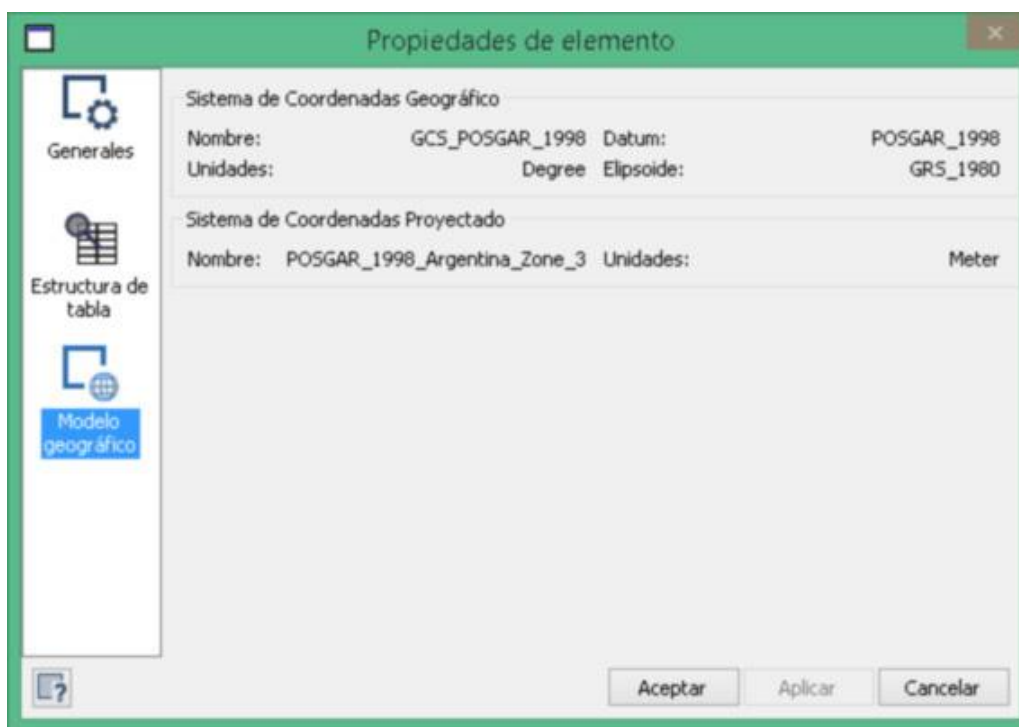 Propiedades de elemento
Generales
Estructura de
tabla
Modelo
geográfico
Sistema de Coordenadas Geográfico
Nombre: GCS_POSGAR_1998 Datum: POSGAR_1998
Unidades: Degree Elipsoide: GRS_1980
Sistema de Coordenadas Proyectado
Nombre: POSGAR_1998_Argentina_Zone_3 Unidades: Meter
?
Aceptar Aplicar Cancelar